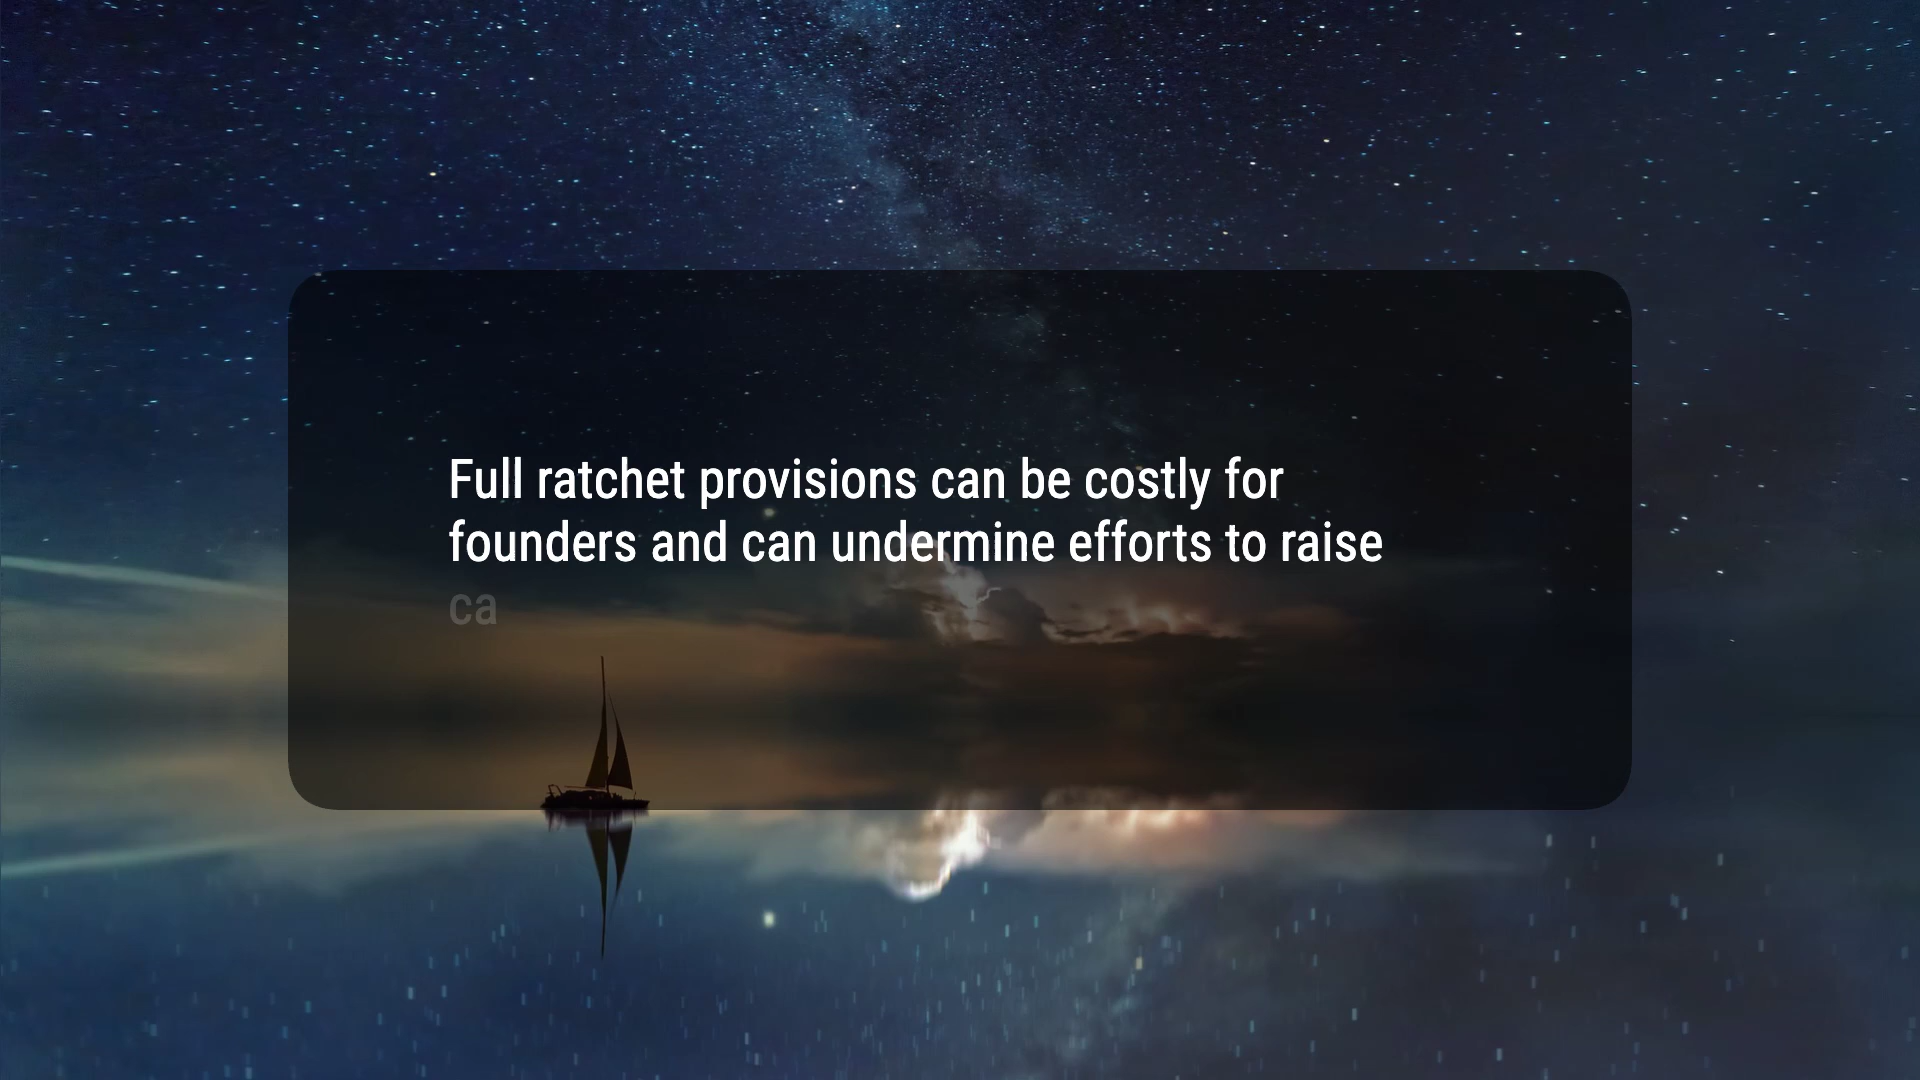 Full ratchet provisions can be costly for
founders and can undermine efforts to raise
ca